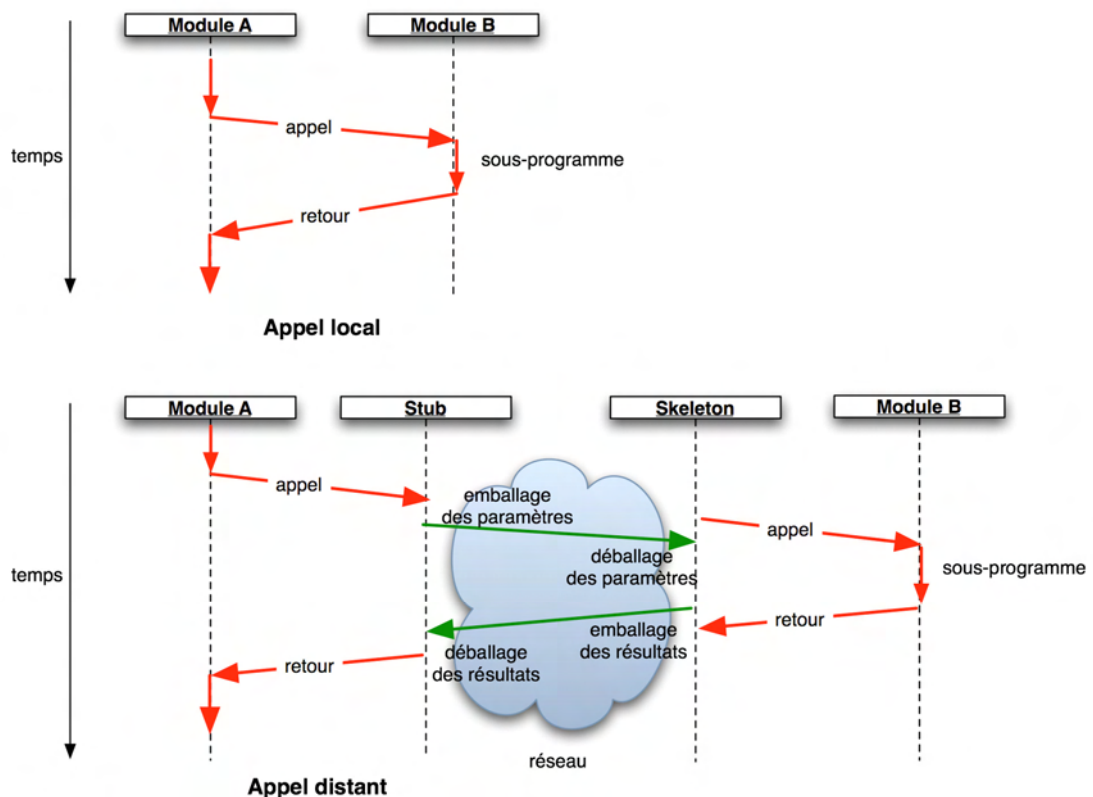 Module A
Module B
appel
temps
sous-programme
retour
Appel local
Module A
Stub
Skeleton
Module B
appel
emballage
des paramètres
appel
déballage
des paramètres
temps
sous-programme
retour
emballage
des résultats
retour
déballage
des résultats
réseau
Appel distant